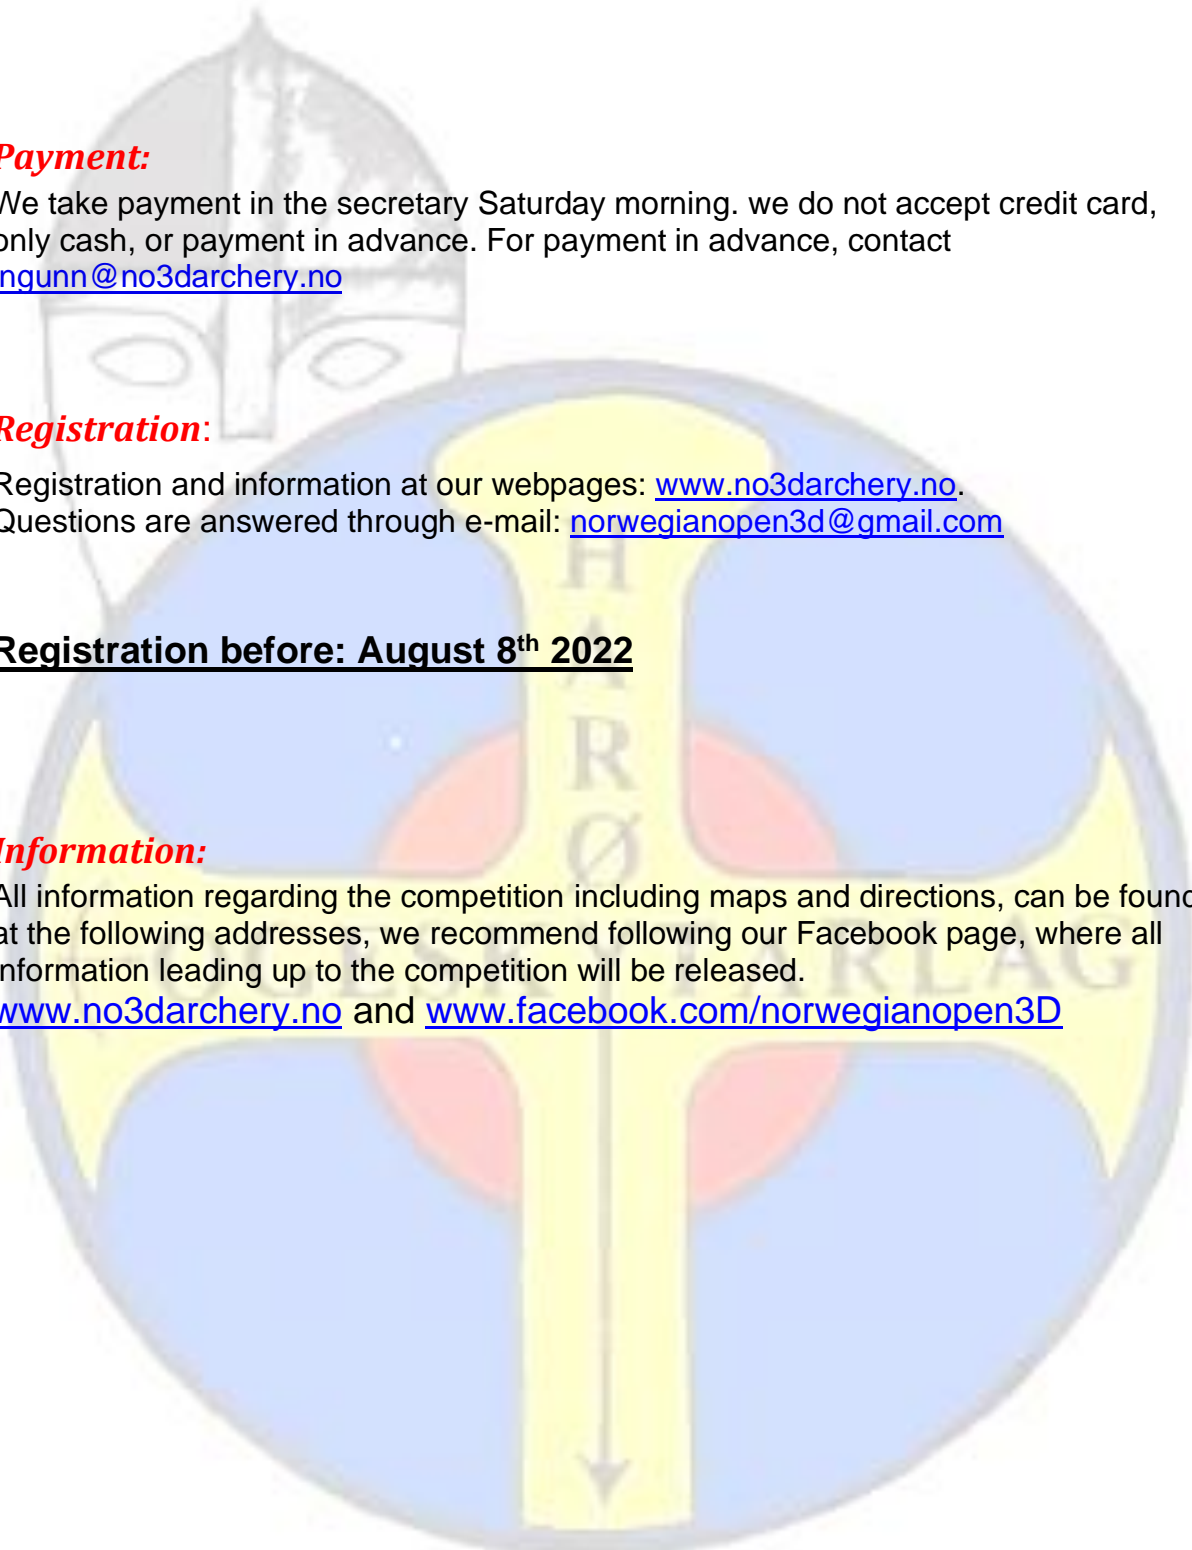 Payment:
We take payment in the secretary Saturday morning. we do not accept credit card,
only cash, or payment in advance. For payment in advance, contact
ingunn@no3darchery.no
Registration:
Registration and information at our webpages: www.no3darchery.no.
Questions are answered through e-mail: norwegianopen3d@gmail.com
Registration before: August 8th 2022
Information:
All information regarding the competition including maps and directions, can be found
at the following addresses, we recommend following our Facebook page, where all
information leading up to the competition will be released.
www.no3darchery.no and www.facebook.com/norwegianopen3D
HARØ